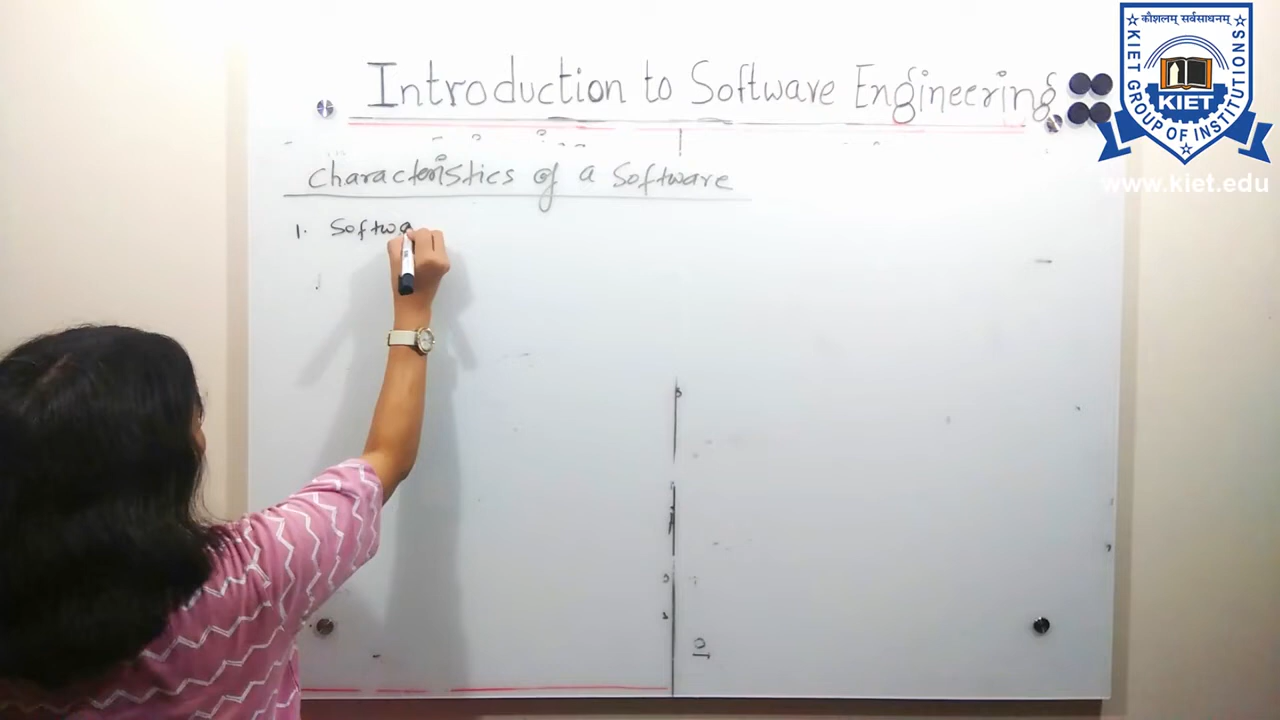 Introduction to Software Engineering
Characteristics of a Software
1. Softwa
कौशलम् सर्वसाधनम्
KIET GROUP OF INSTITUTIONS
KIET
www.kiet.edu